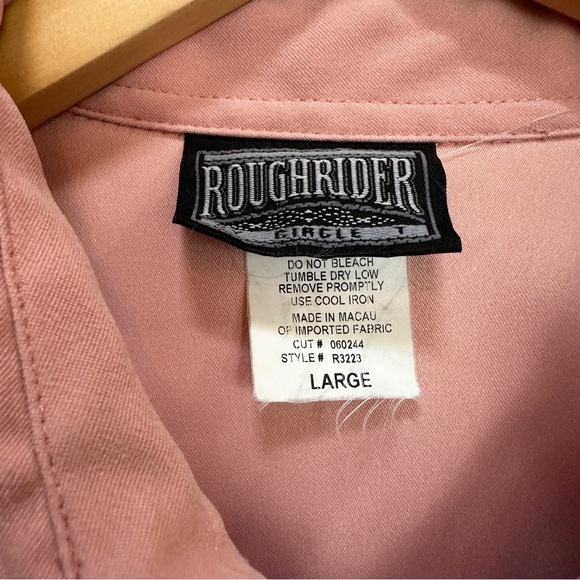 ROUGHRIDER
CIRCLE T
DO NOT BLEACH
TUMBLE DRY LOW
REMOVE PROMPTLY
USE COOL IRON
MADE IN MACAU
OF IMPORTED FABRIC
CUT# 060244
STYLE# R3223
LARGE